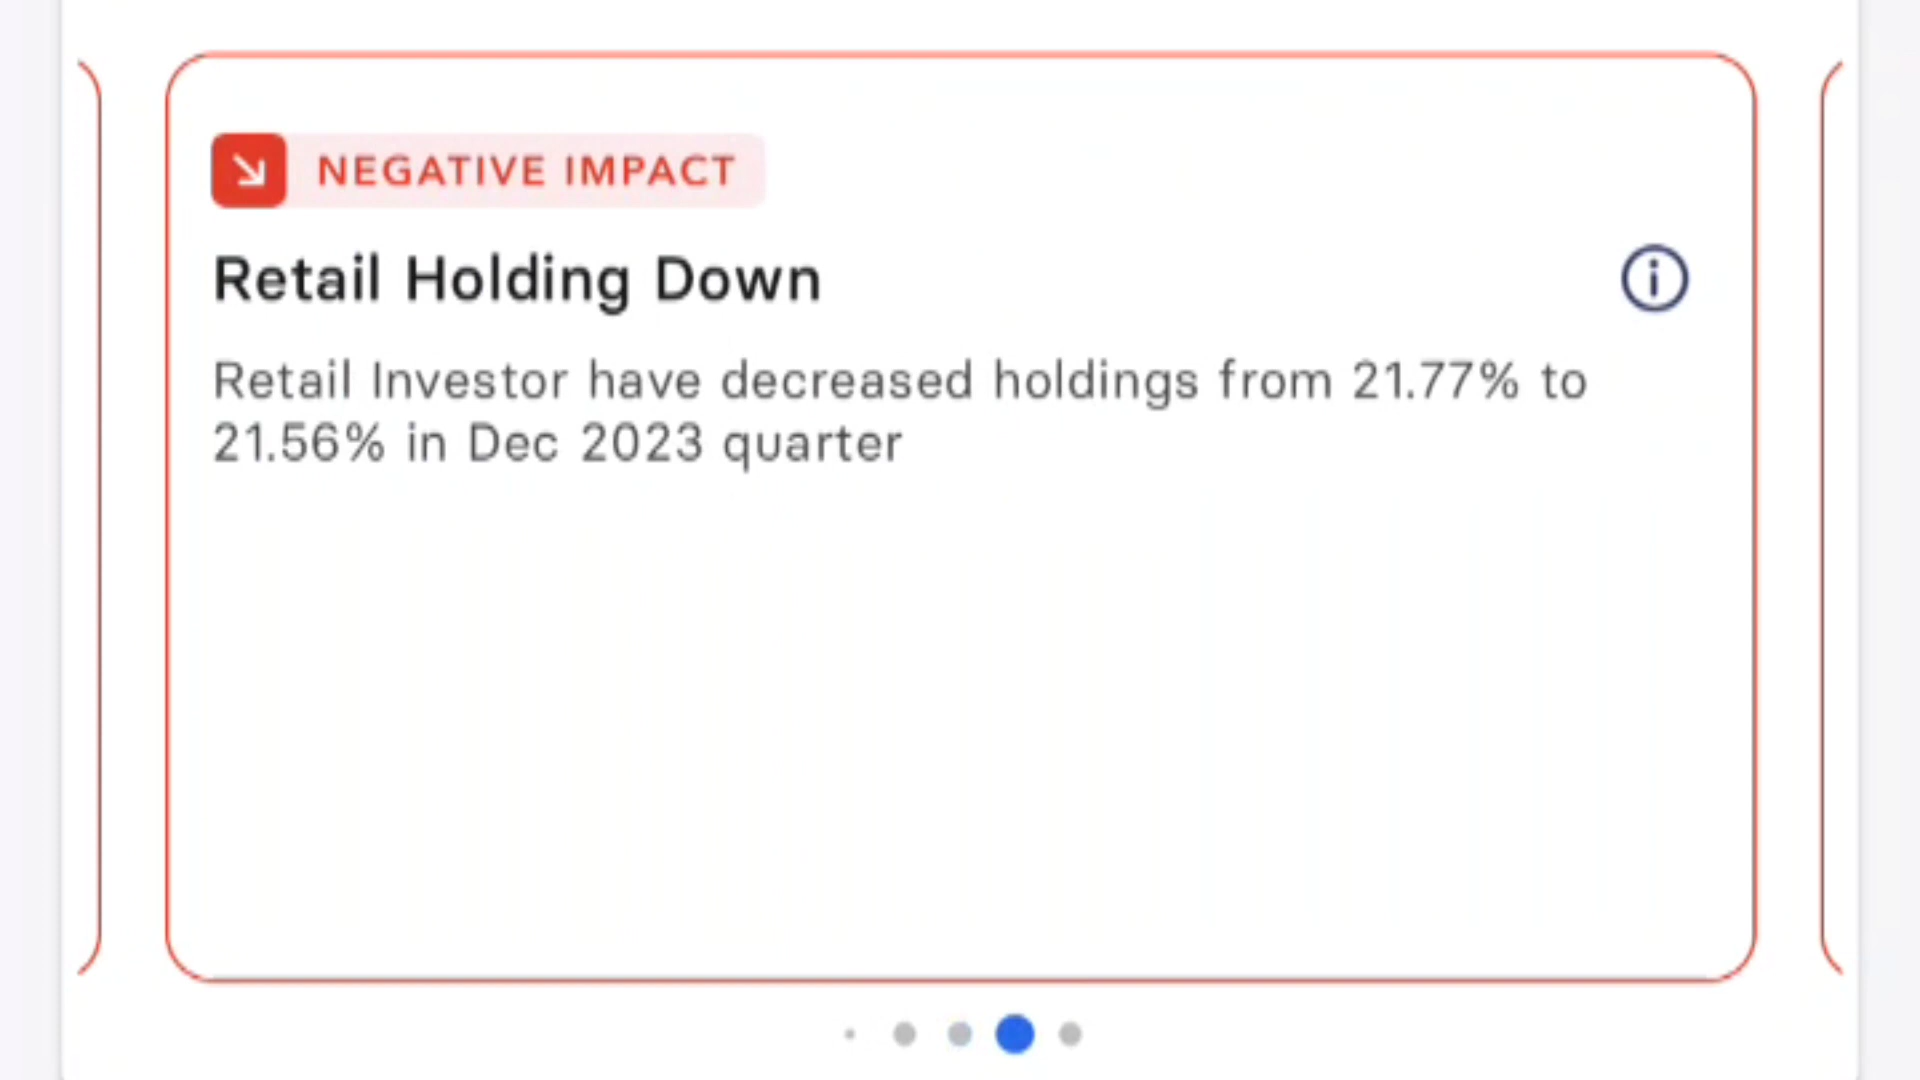 NEGATIVE IMPACT
Retail Holding Down
Retail Investor have decreased holdings from 21.77% to
21.56% in Dec 2023 quarter